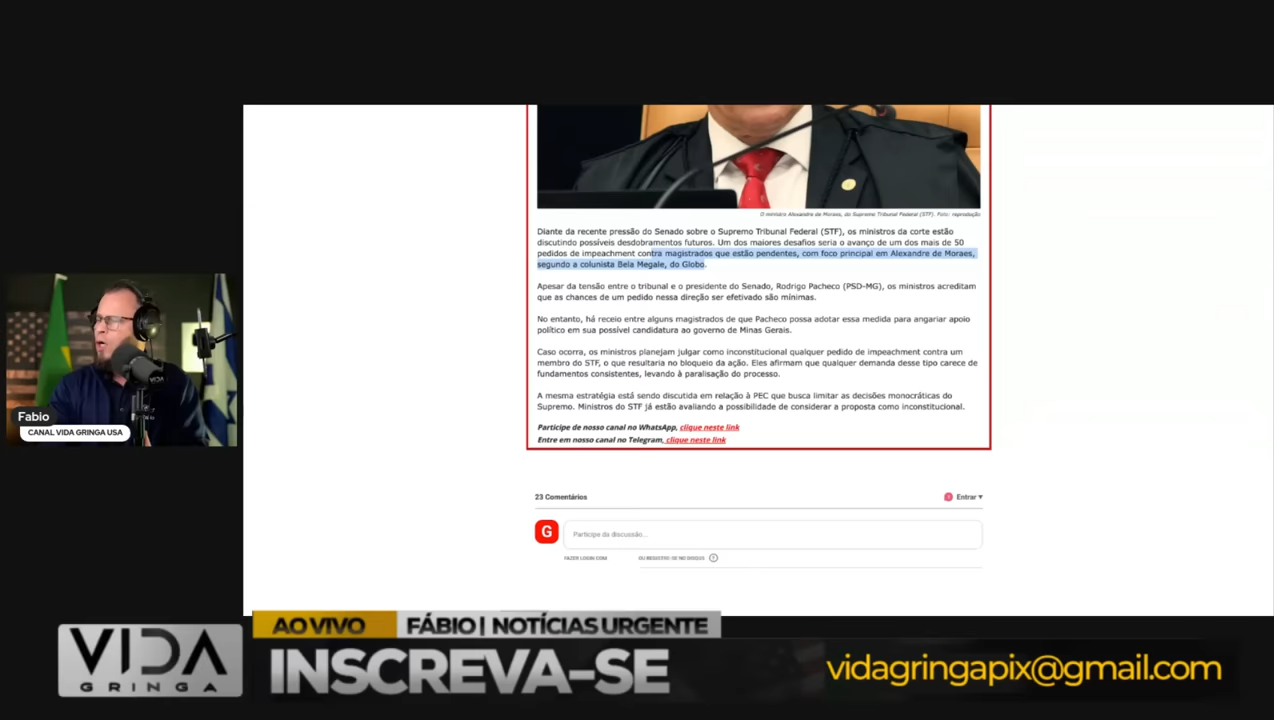 O ministro Alexandre de Moraes, do Supremo Tribunal Federal (STF). Foto: reprodução
Diante da recente pressão do Senado sobre o Supremo Tribunal Federal (STF), os ministros da corte estão
discutindo possíveis desdobramentos futuros. Um dos maiores desafios seria o avanço de um dos mais de 50
pedidos de impeachment contra magistrados que estão pendentes, com foco principal em Alexandre de Moraes,
segundo a colunista Bela Megale, do Globo.
Apesar da tensão entre o tribunal e o presidente do Senado, Rodrigo Pacheco (PSD-MG), os ministros acreditam
que as chances de um pedido nessa direção ser efetivado são mínimas.
No entanto, há receio entre alguns magistrados de que Pacheco possa adotar essa medida para angariar apoio
político em sua possível candidatura ao governo de Minas Gerais.
Caso ocorra, os ministros planejam julgar como inconstitucional qualquer pedido de impeachment contra um
membro do STF, o que resultaria no bloqueio da ação. Eles afirmam que qualquer demanda desse tipo carece de
fundamentos consistentes, levando à paralisação do processo.
A mesma estratégia está sendo discutida em relação à PEC que busca limitar as decisões monocráticas do
Supremo. Ministros do STF já estão avaliando a possibilidade de considerar a proposta como inconstitucional.
Participe de nosso canal no WhatsApp, clique neste link
Entre em nosso canal no Telegram, clique neste link
23 Comentários
Entrar
G
Participe da discussão...
FAZER LOGIN COM
OU REGISTRE-SE NO DISQUS
?
Fabio
CANAL VIDA GRINGA USA
AO VIVO
FÁBIO | NOTÍCIAS URGENTE
VIDA
GRINGA
INSCREVA-SE
vidagringapix@gmail.com